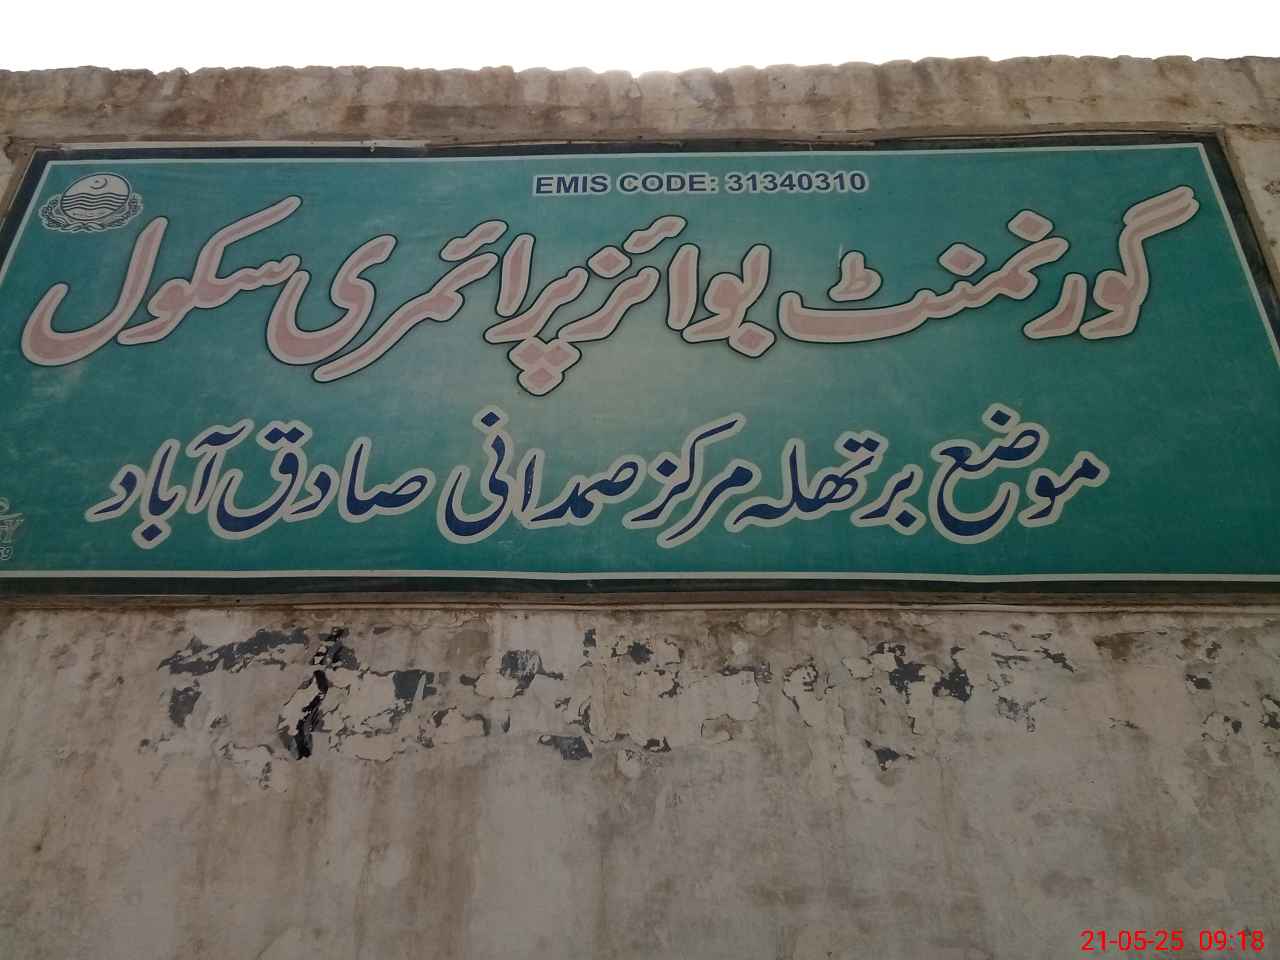 EMIS CODE: 31340310
گورنمنٹ بوائز پرائمری سکول
موضع برتھلہ مرکز صمدانی صادق آباد
21-05-25 09:18